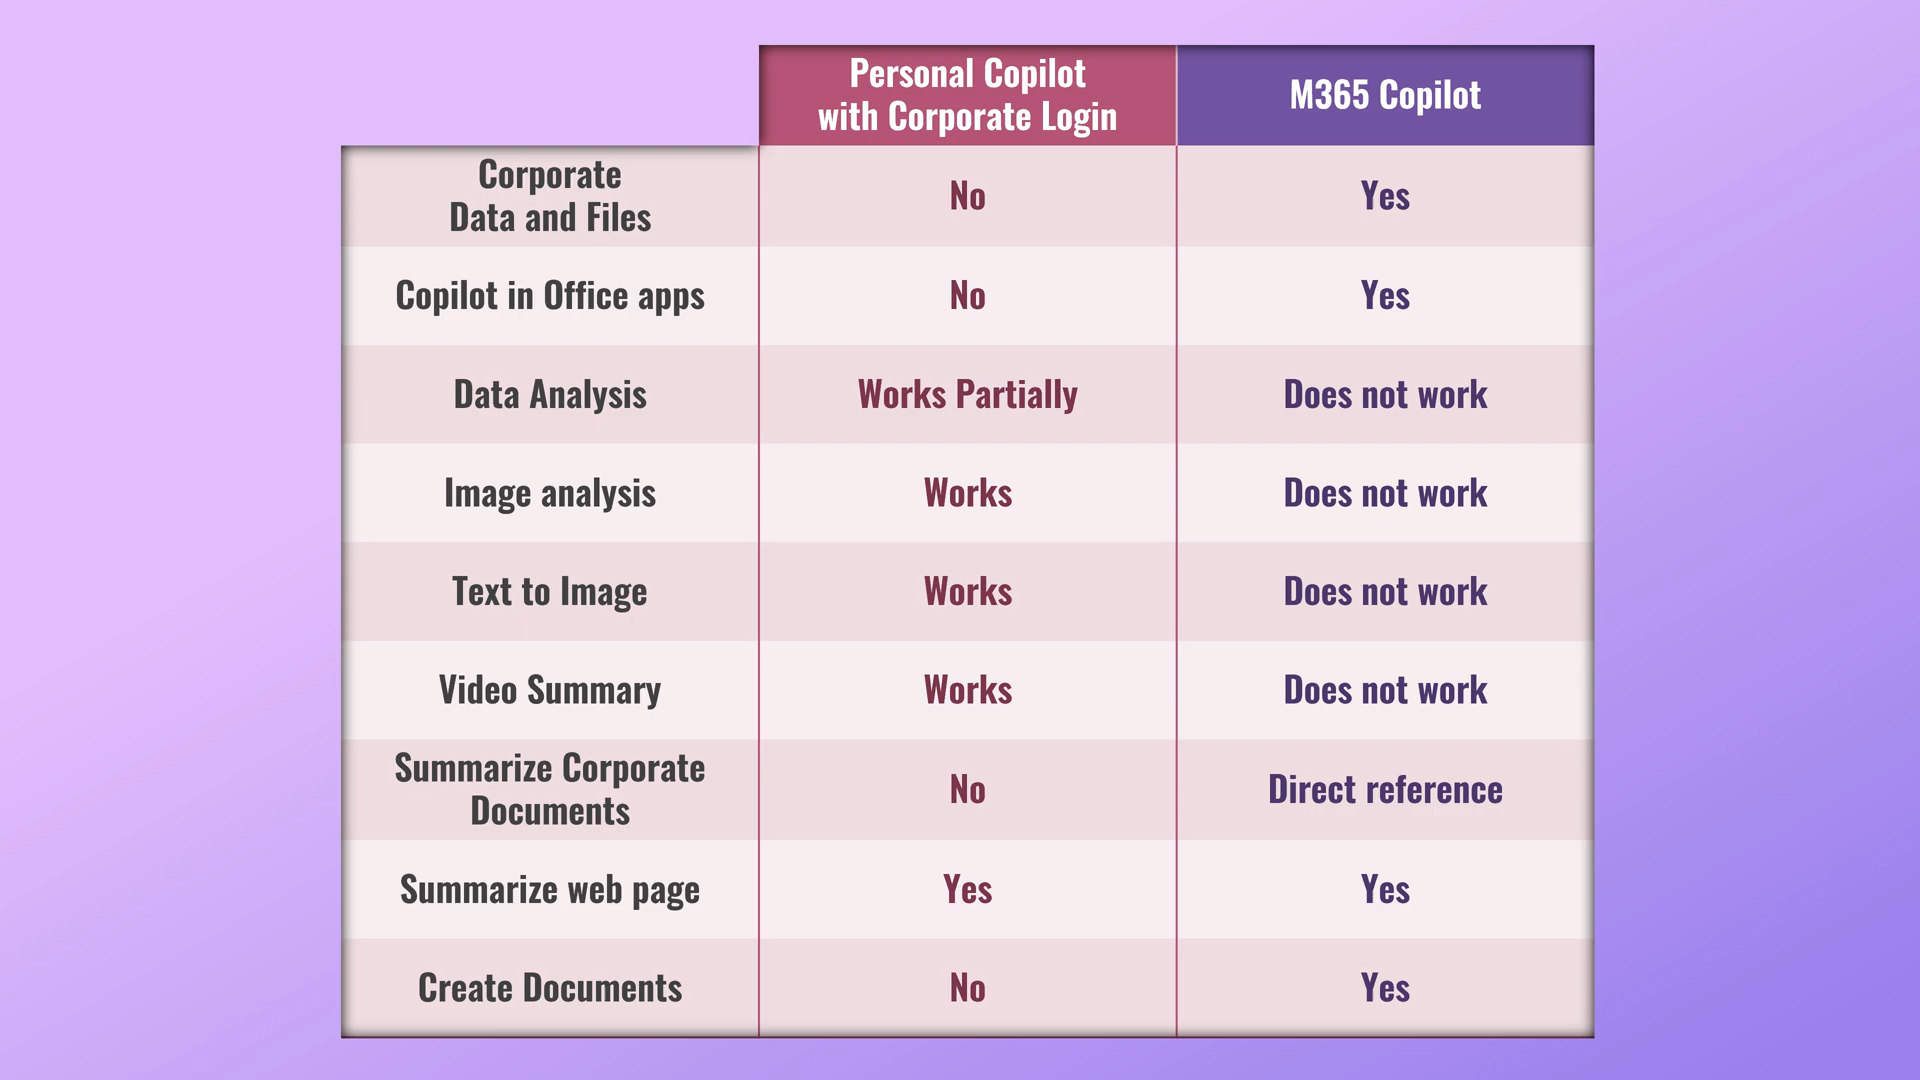 Personal Copilot
with Corporate Login
M365 Copilot
Corporate
Data and Files
No
Yes
Copilot in Office apps
No
Yes
Data Analysis
Works Partially
Does not work
Image analysis
Works
Does not work
Text to Image
Works
Does not work
Video Summary
Works
Does not work
Summarize Corporate
Documents
No
Direct reference
Summarize web page
Yes
Yes
Create Documents
No
Yes